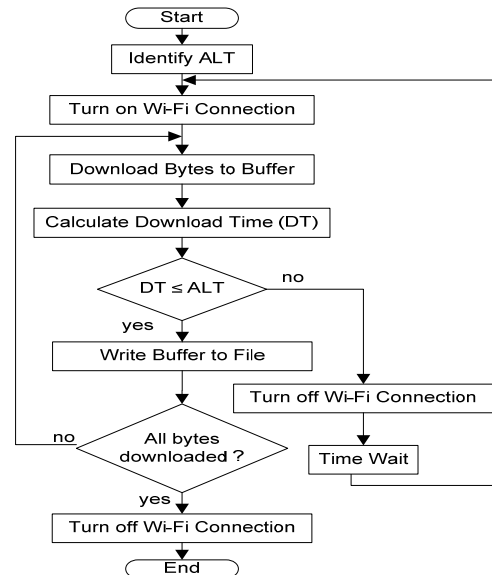 Start
Identify ALT
Turn on Wi-Fi Connection
Download Bytes to Buffer
Calculate Download Time (DT)
DT ≤ ALT
no
yes
Write Buffer to File
Turn off Wi-Fi Connection
no
All bytes
downloaded ?
Time Wait
yes
Turn off Wi-Fi Connection
End